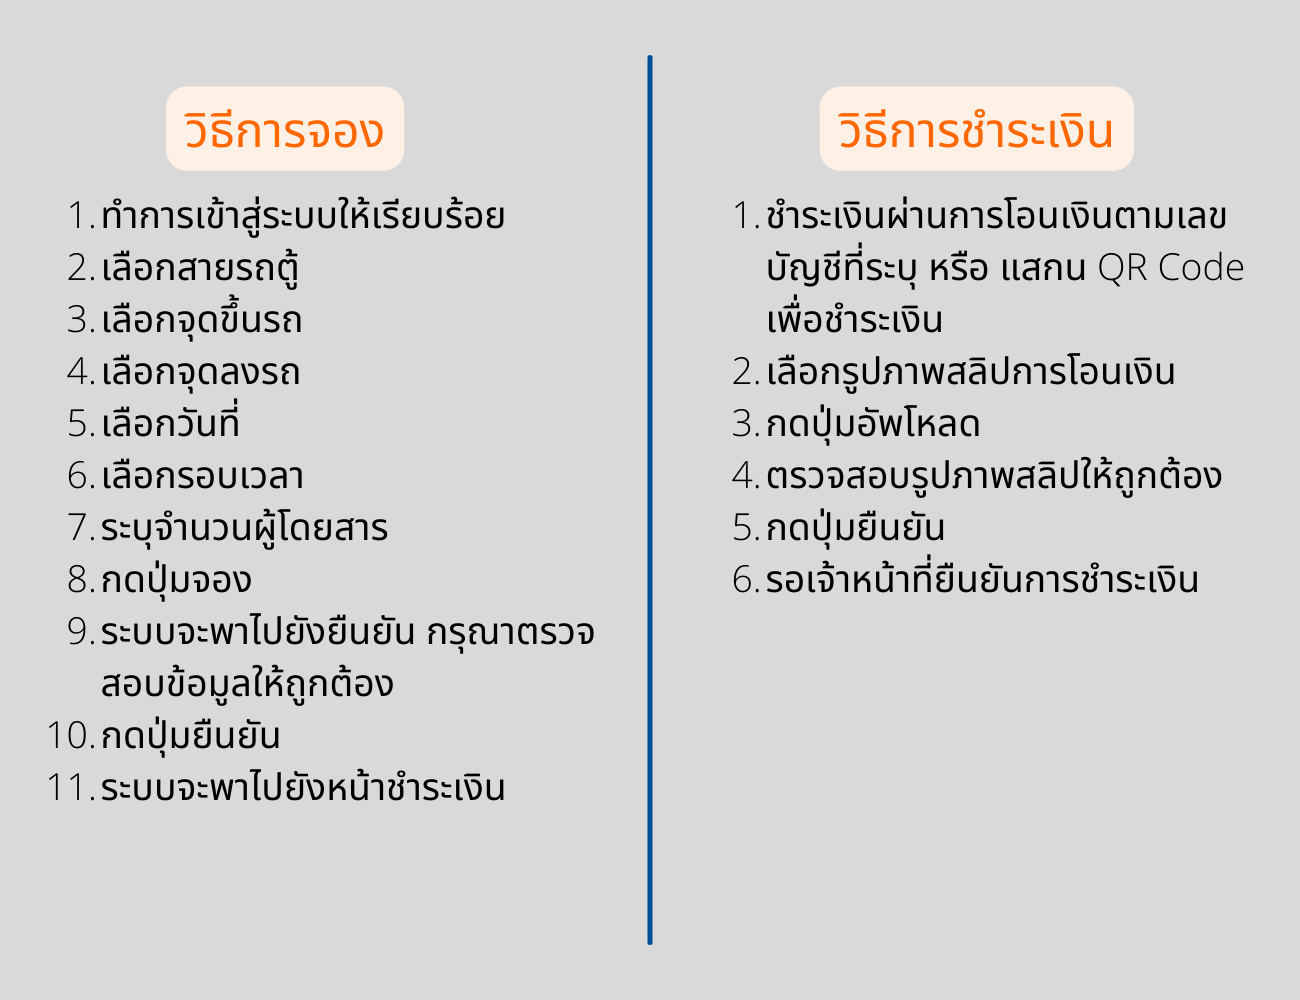 วิธีการจอง
1. ทำการเข้าสู่ระบบให้เรียบร้อย
2. เลือกสายรถตู้
3. เลือกจุดขึ้นรถ
4. เลือกจุดลงรถ
5. เลือกวันที่
6. เลือกรอบเวลา
7. ระบุจำนวนผู้โดยสาร
8. กดปุ่มจอง
9. ระบบจะพาไปยังยืนยัน กรุณาตรวจ
สอบข้อมูลให้ถูกต้อง
10. กดปุ่มยืนยัน
11. ระบบจะพาไปยังหน้าชำระเงิน
วิธีการชำระเงิน
1. ชำระเงินผ่านการโอนเงินตามเลข
บัญชีที่ระบุ หรือ แสกน QR Code
เพื่อชำระเงิน
2. เลือกรูปภาพสลิปการโอนเงิน
3. กดปุ่มอัพโหลด
4. ตรวจสอบรูปภาพสลิปให้ถูกต้อง
5. กดปุ่มยืนยัน
6. รอเจ้าหน้าที่ยืนยันการชำระเงิน